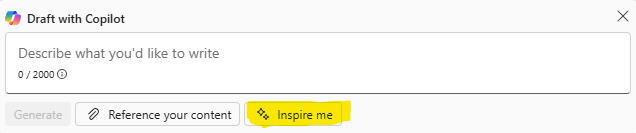 Draft with Copilot
Describe what you'd like to write
0 / 2000
Generate
Reference your content
Inspire me